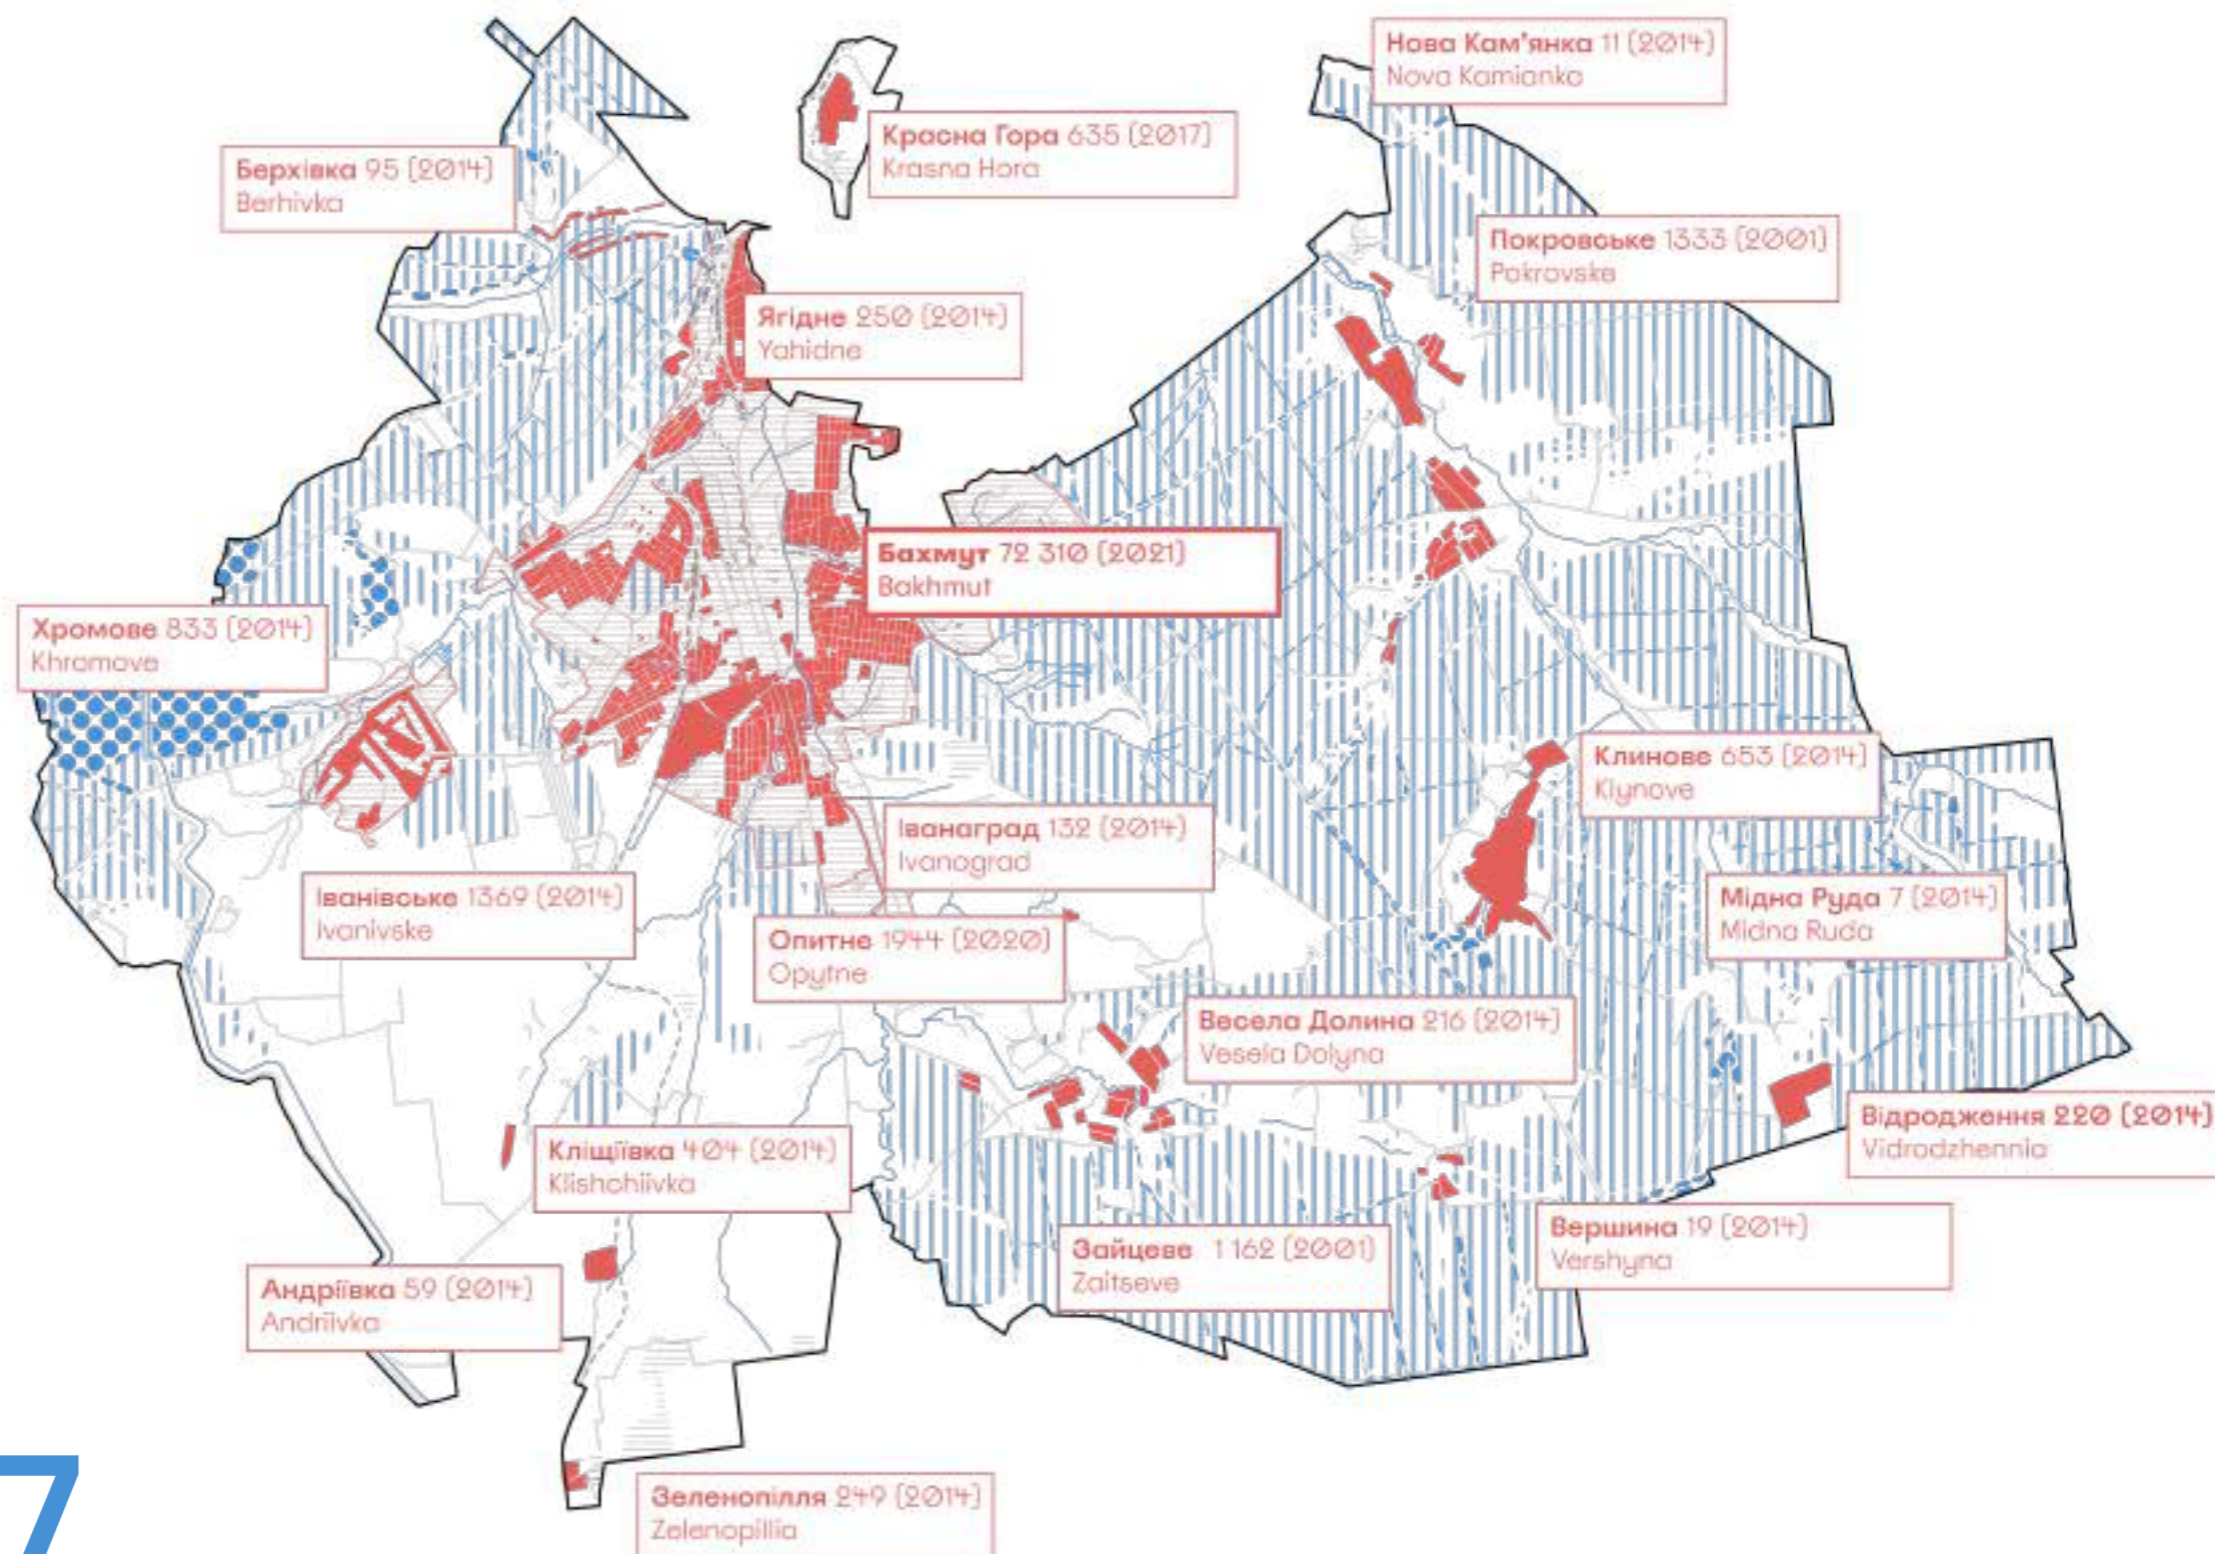 Нова Кам'янка 11 (2014)
Nova Kamianka
Красна Гора 635 (2017)
Krasna Hora
Берхівка 95 (2014)
Berhivka
Покровське 1333 (2001)
Pokrovske
Ягідне 250 (2014)
Yahidne
Бахмут 72 310 (2021)
Bakhmut
Хромове 833 (2014)
Khromove
Клинове 653 (2014)
Klynove
Іванаград 132 (2014)
Ivanograd
Іванівське 1369 (2014)
Ivanivske
Мідна Руда 7 (2014)
Midna Ruda
Опитне 1944 (2020)
Opytne
Весела Долина 216 (2014)
Vesela Dolyna
Відродження 220 (2014)
Vidrodzhennia
Кліщіївка 404 (2014)
Klishchiivka
Вершина 19 (2014)
Vershyna
Зайцеве 1 162 (2001)
Zaitseve
Андріївка 59 (2014)
Andriivka
Зеленопілля 249 (2014)
Zelenopillia
7